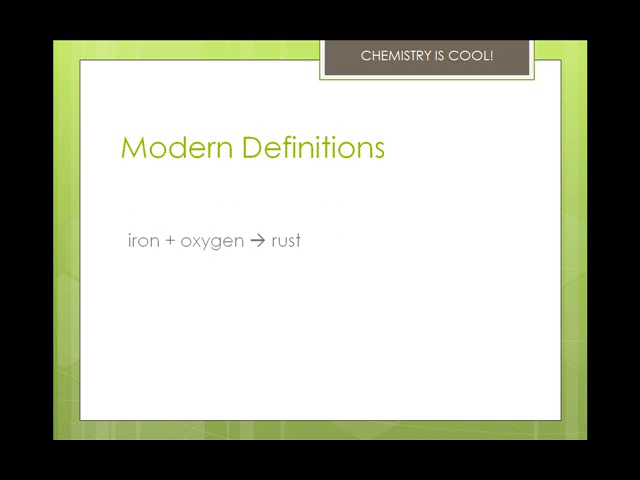 CHEMISTRY IS COOL!
Modern Definitions
iron + oxygen → rust